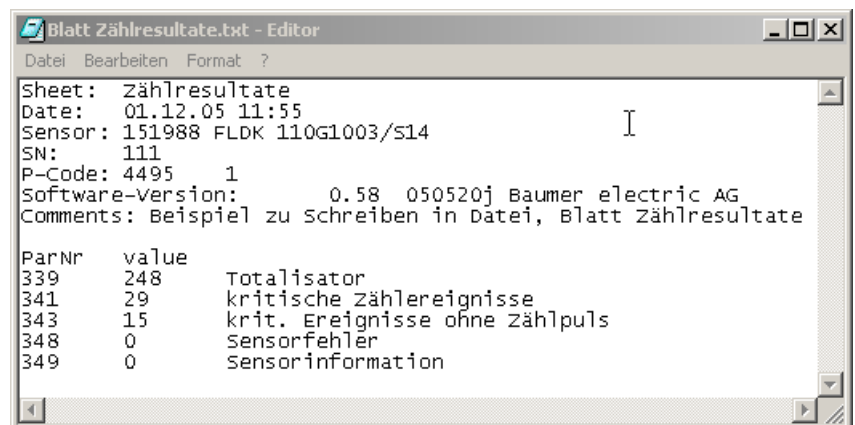 Blatt Zählresultate.txt - Editor
Datei Bearbeiten Format ?
Sheet: Zählresultate
Date: 01.12.05 11:55
Sensor: 151988 FLDK 110G1003/S14
SN: 111
P-Code: 4495 1
Software-Version: 0.58 050520j Baumer electric AG
Comments: Beispiel zu Schreiben in Datei, Blatt Zählresultate
ParNr value
339 248 Totalisator
341 29 kritische Zählereignisse
343 15 krit. Ereignisse ohne Zählpuls
348 0 Sensorfehler
349 0 Sensorinformation